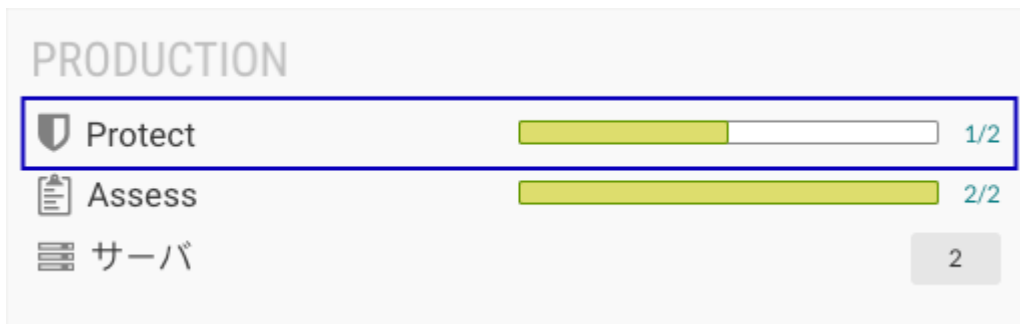 PRODUCTION
Protect 1/2
Assess 2/2
サーバ 2